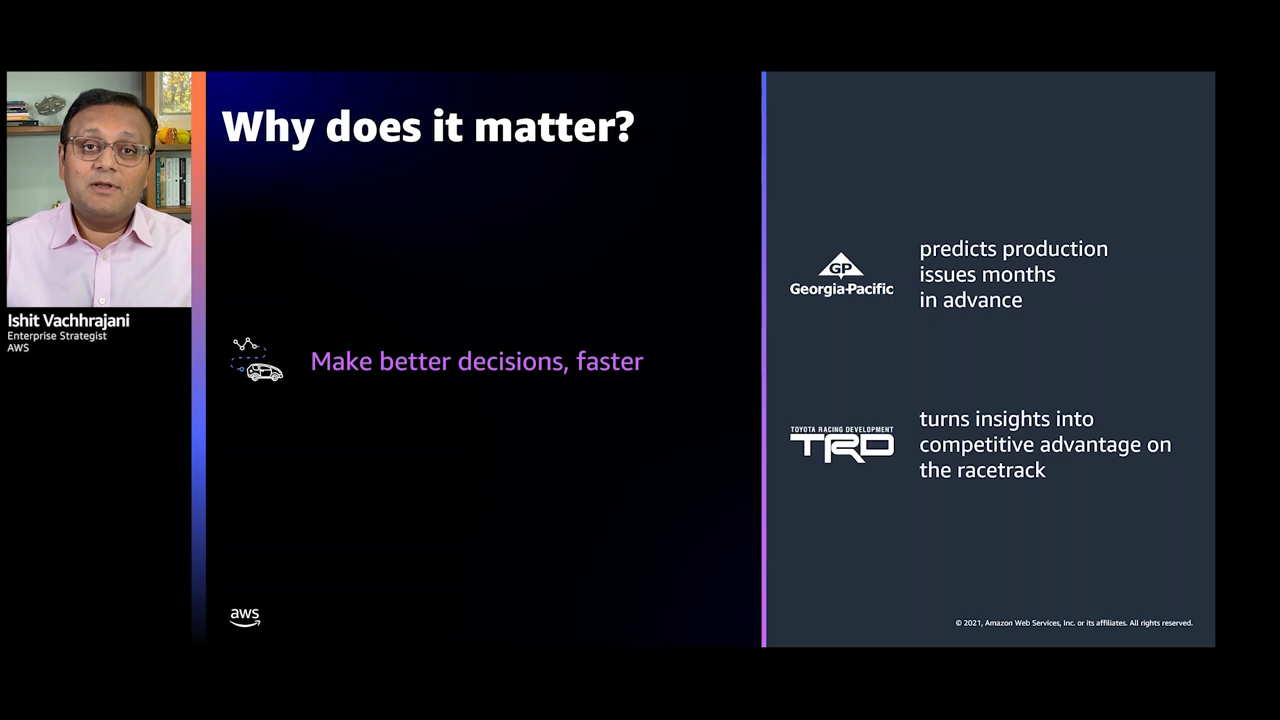 Why does it matter?
Ishit Vachhrajani
Enterprise Strategist
AWS
Make better decisions, faster
GP
Georgia-Pacific
predicts production
issues months
in advance
TOYOTA RACING DEVELOPMENT
TRD
turns insights into
competitive advantage on
the racetrack
aws
© 2021, Amazon Web Services, Inc. or its affiliates. All rights reserved.